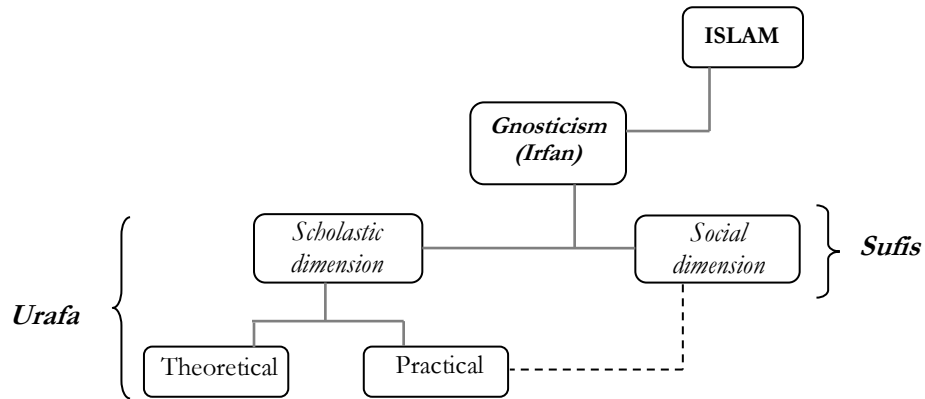 ISLAM
Gnosticism
(Irfan)
Scholastic
dimension
Social
dimension
Sufis
Urafa
Theoretical
Practical